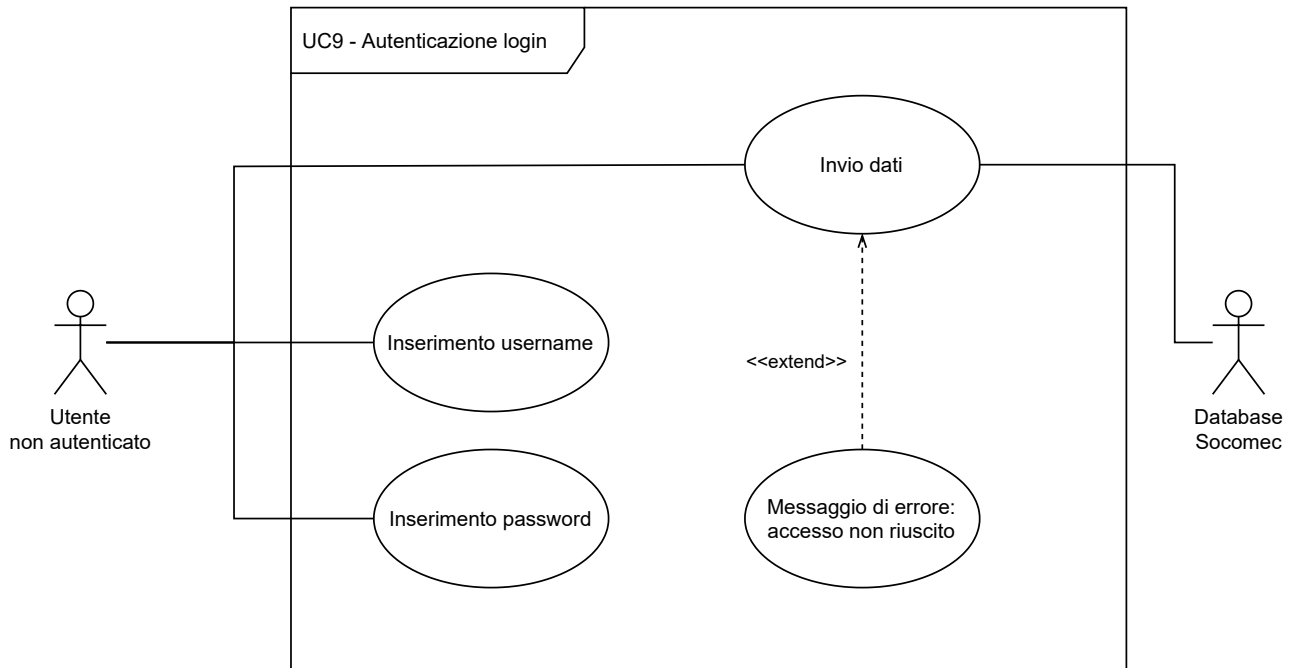 UC9 - Autenticazione login
Invio dati
Inserimento username
<<extend>>
Utente
non autenticato
Database
Socomec
Inserimento password
Messaggio di errore:
accesso non riuscito